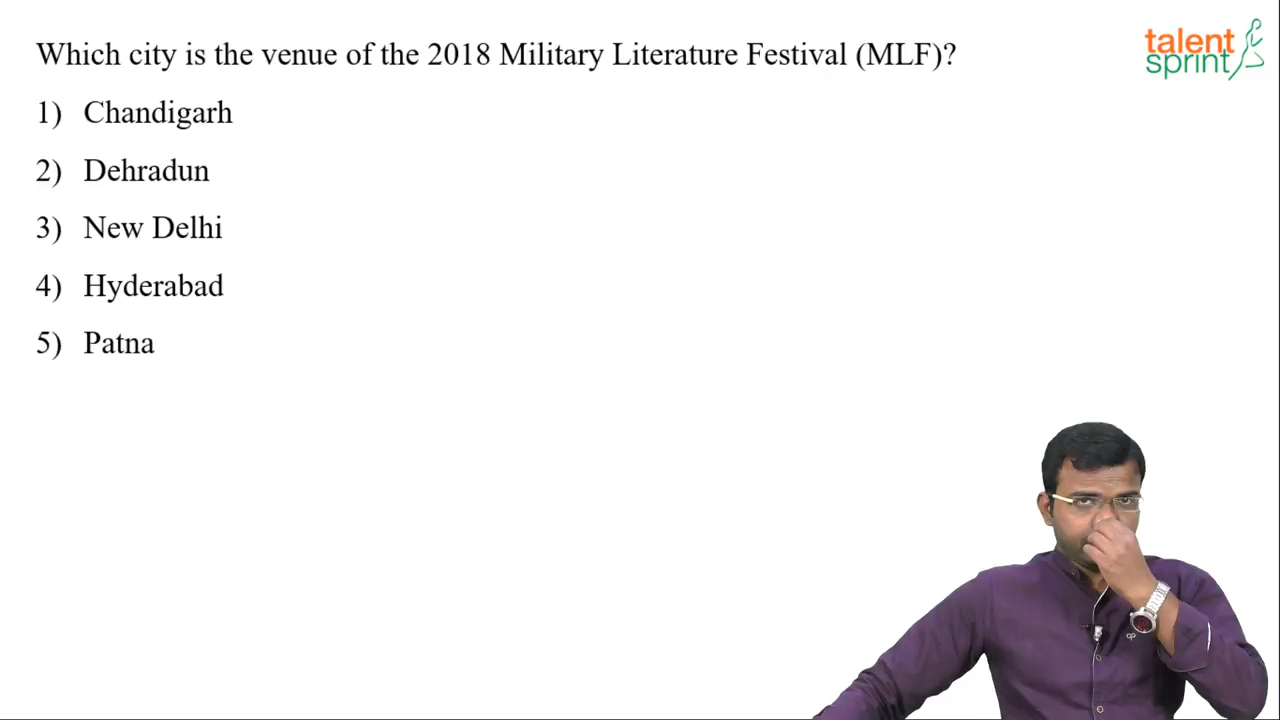 Which city is the venue of the 2018 Military Literature Festival (MLF)?
talent
sprint
1) Chandigarh
2) Dehradun
3) New Delhi
4) Hyderabad
5) Patna